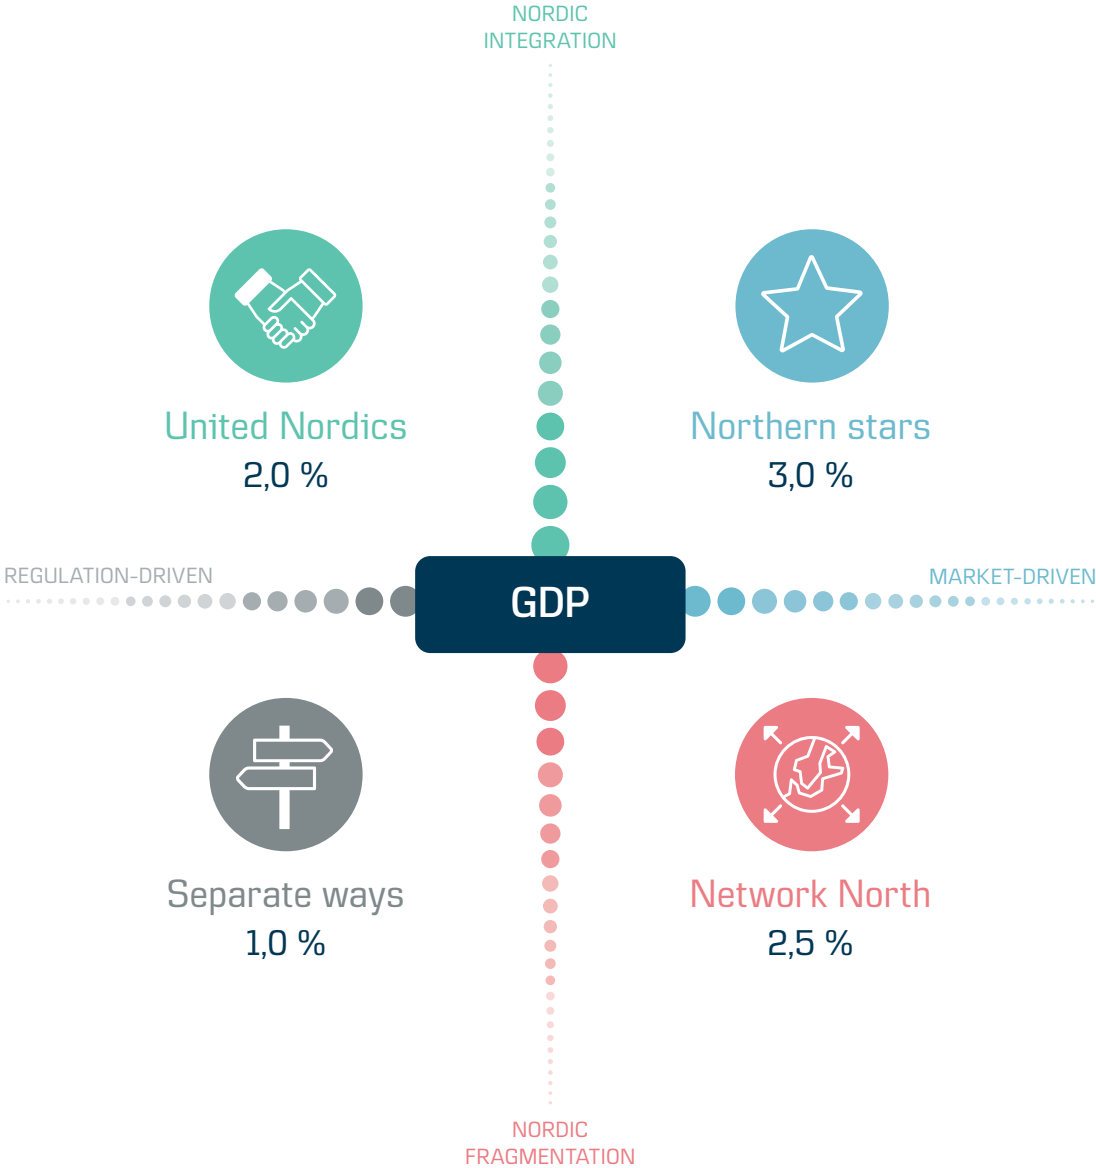 NORDIC
INTEGRATION
United Nordics
2,0 %
Northern stars
3,0 %
REGULATION-DRIVEN
MARKET-DRIVEN
GDP
Separate ways
1,0 %
Network North
2,5 %
NORDIC
FRAGMENTATION